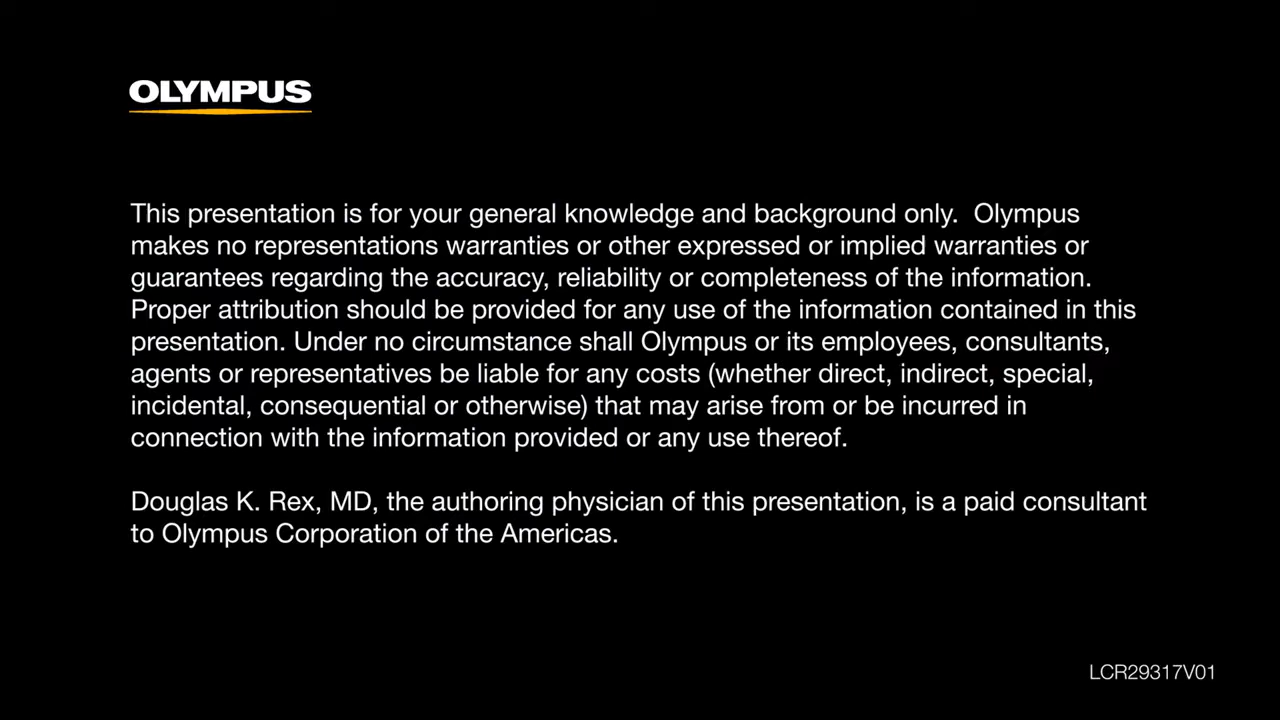 OLYMPUS
This presentation is for your general knowledge and background only.  Olympus
makes no representations warranties or other expressed or implied warranties or
guarantees regarding the accuracy, reliability or completeness of the information.
Proper attribution should be provided for any use of the information contained in this
presentation. Under no circumstance shall Olympus or its employees, consultants,
agents or representatives be liable for any costs (whether direct, indirect, special,
incidental, consequential or otherwise) that may arise from or be incurred in
connection with the information provided or any use thereof.
Douglas K. Rex, MD, the authoring physician of this presentation, is a paid consultant
to Olympus Corporation of the Americas.
LCR29317V01